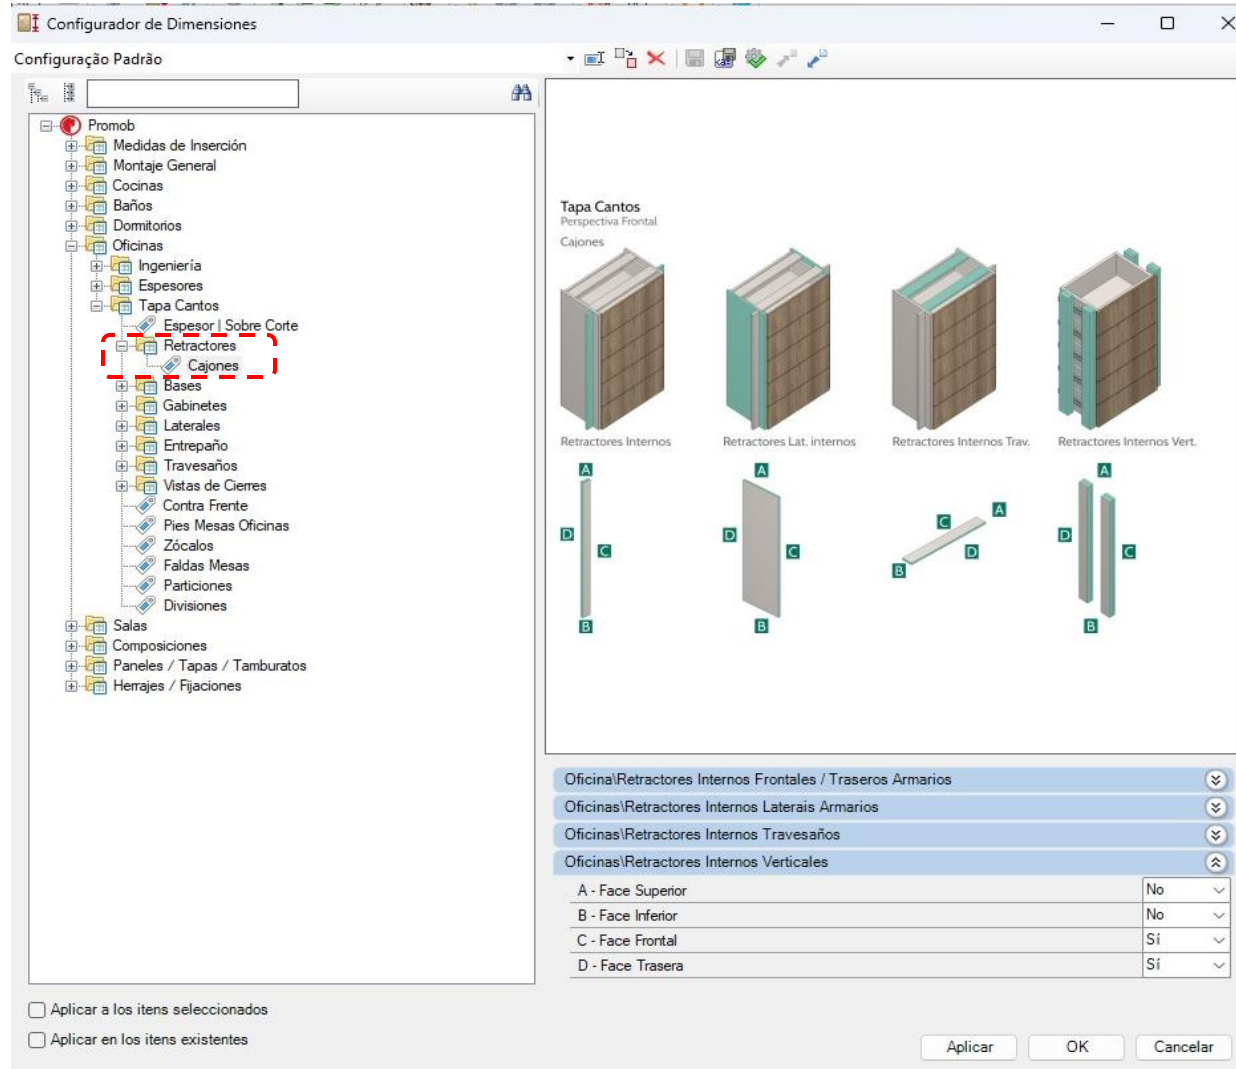 Configurador de Dimensiones
Configuração Padrão
Promob
Medidas de Inserción
Montaje General
Cocinas
Baños
Dormitorios
Oficinas
Ingeniería
Espesores
Tapa Cantos
Espesor | Sobre Corte
Retractores
Cajones
Bases
Gabinetes
Laterales
Entrepaño
Travesaños
Vistas de Cierres
Contra Frente
Pies Mesas Oficinas
Zócalos
Faldas Mesas
Particiones
Divisiones
Salas
Composiciones
Paneles / Tapas / Tamburatos
Herrajes / Fijaciones
Tapa Cantos
Perspectiva Frontal
Cajones
Retractores Internos
Retractores Lat. internos
Retractores Internos Trav.
Retractores Internos Vert.
A
D
C
B
A
D
C
B
A
C
D
B
A
D
C
B
Oficina\Retractores Internos Frontales / Traseros Armarios
Oficinas\Retractores Internos Laterais Armarios
Oficinas\Retractores Internos Travesaños
Oficinas\Retractores Internos Verticales
A - Face Superior No
B - Face Inferior No
C - Face Frontal Sí
D - Face Trasera Sí
Aplicar a los itens seleccionados
Aplicar en los itens existentes
Aplicar OK Cancelar